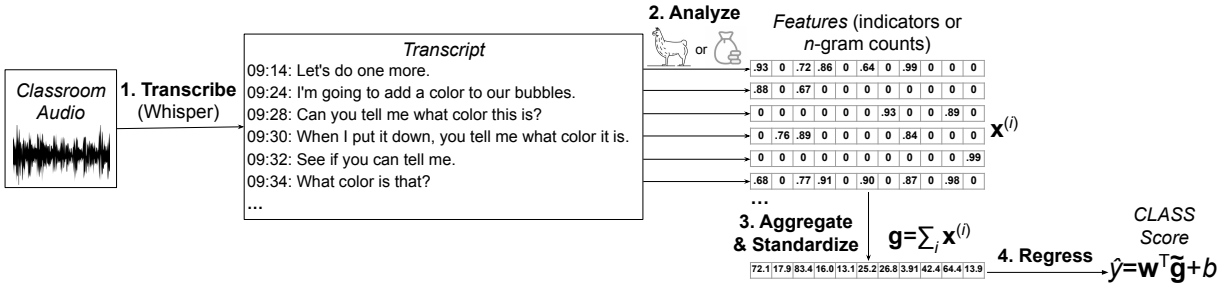 Classroom
Audio
1. Transcribe
(Whisper)
Transcript
09:14: Let's do one more.
09:24: I'm going to add a color to our bubbles.
09:28: Can you tell me what color this is?
09:30: When I put it down, you tell me what color it is.
09:32: See if you can tell me.
09:34: What color is that?
...
2. Analyze
or
Features (indicators or
n-gram counts)
.93 0 .72 .86 0 .64 0 .99 0 0 0
.88 0 .67 0 0 0 0 0 0 0 0
0 0 0 0 0 0 .93 0 0 .89 0
0 .76 .89 0 0 0 0 .84 0 0 0
0 0 0 0 0 0 0 0 0 0 .99
.68 0 .77 .91 0 .90 0 .87 0 .98 0
...
x(i)
3. Aggregate
& Standardize
g=∑i x(i)
72.1 17.9 83.4 16.0 13.1 25.2 26.8 3.91 42.4 64.4 13.9
4. Regress
CLASS
Score
ŷ=wᵀg̃+b